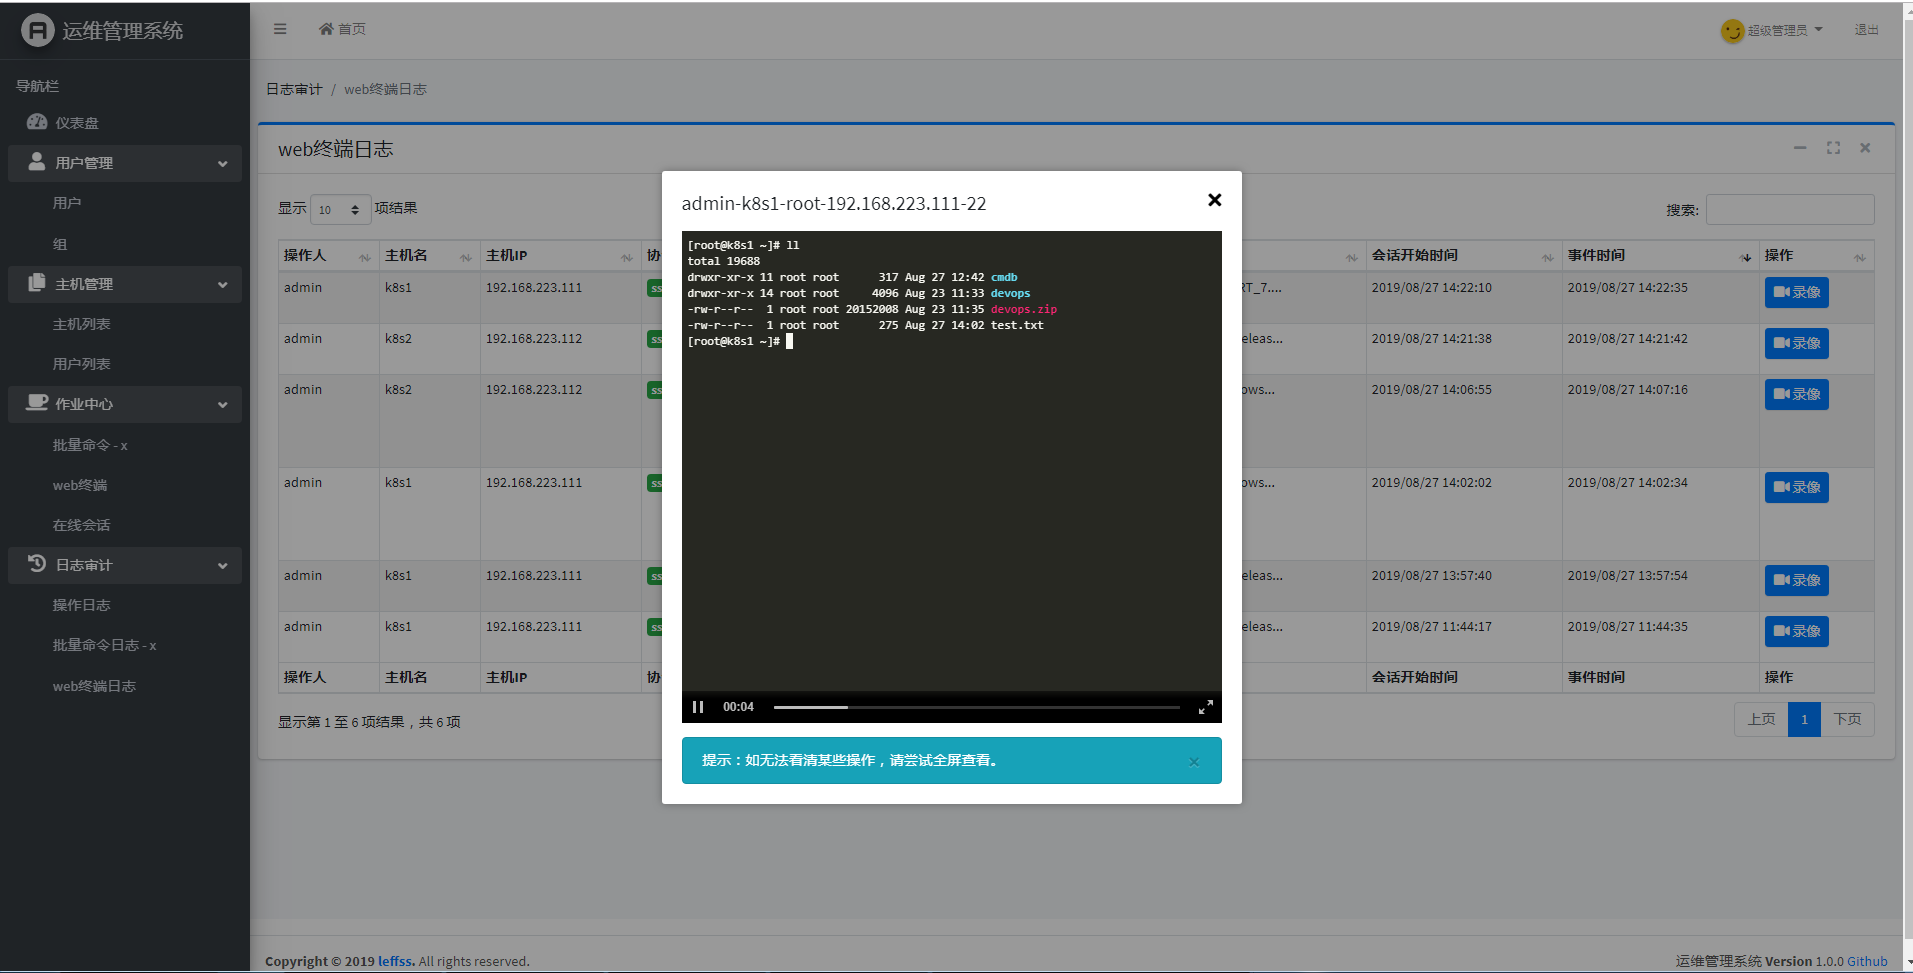 运维管理系统
首页
超级管理员
退出
导航栏
仪表盘
用户管理
用户
组
主机管理
主机列表
用户列表
作业中心
批量命令 - x
web终端
在线会话
日志审计
操作日志
批量命令日志 - x
web终端日志
日志审计 / web终端日志
web终端日志
显示 10 项结果
搜索:
操作人 主机名 主机IP 协 会话开始时间 事件时间 操作
admin k8s1 192.168.223.111 ss RT_7.... 2019/08/27 14:22:10 2019/08/27 14:22:35 录像
admin k8s2 192.168.223.112 ss eleas... 2019/08/27 14:21:38 2019/08/27 14:21:42 录像
admin k8s2 192.168.223.112 ss ows... 2019/08/27 14:06:55 2019/08/27 14:07:16 录像
admin k8s1 192.168.223.111 ss ows... 2019/08/27 14:02:02 2019/08/27 14:02:34 录像
admin k8s1 192.168.223.111 ss eleas... 2019/08/27 13:57:40 2019/08/27 13:57:54 录像
admin k8s1 192.168.223.111 ss eleas... 2019/08/27 11:44:17 2019/08/27 11:44:35 录像
操作人 主机名 主机IP 协 会话开始时间 事件时间 操作
显示第 1 至 6 项结果，共 6 项
上页 1 下页
admin-k8s1-root-192.168.223.111-22
[root@k8s1 ~]# ll
total 19688
drwxr-xr-x 11 root root 317 Aug 27 12:42 cmdb
drwxr-xr-x 14 root root 4096 Aug 23 11:33 devops
-rw-r--r-- 1 root root 20152008 Aug 23 11:35 devops.zip
-rw-r--r-- 1 root root 275 Aug 27 14:02 test.txt
[root@k8s1 ~]#
00:04
提示：如无法看清某些操作，请尝试全屏查看。
Copyright © 2019 leffss. All rights reserved.
运维管理系统 Version 1.0.0 Github